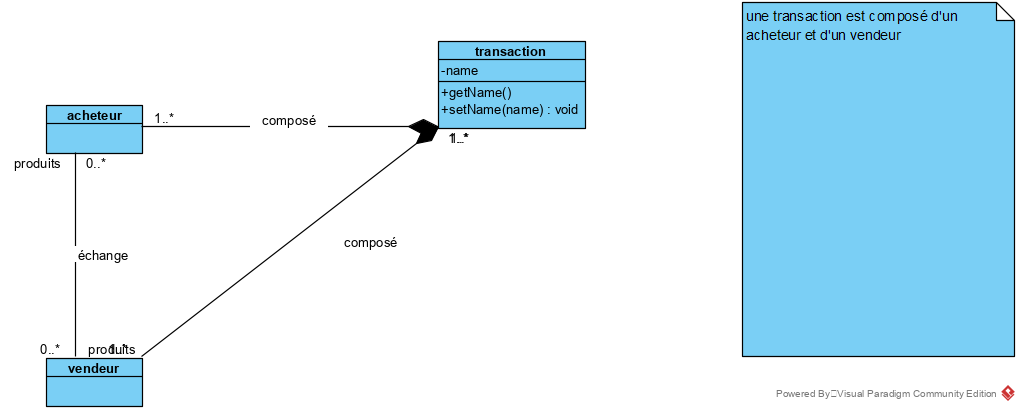 transaction
-name
+getName()
+setName(name) : void
une transaction est composé d'un
acheteur et d'un vendeur
acheteur
1..*
composé
1..*
1..*
produits
0..*
composé
échange
0..*
produits
1..*
vendeur
Powered By Visual Paradigm Community Edition